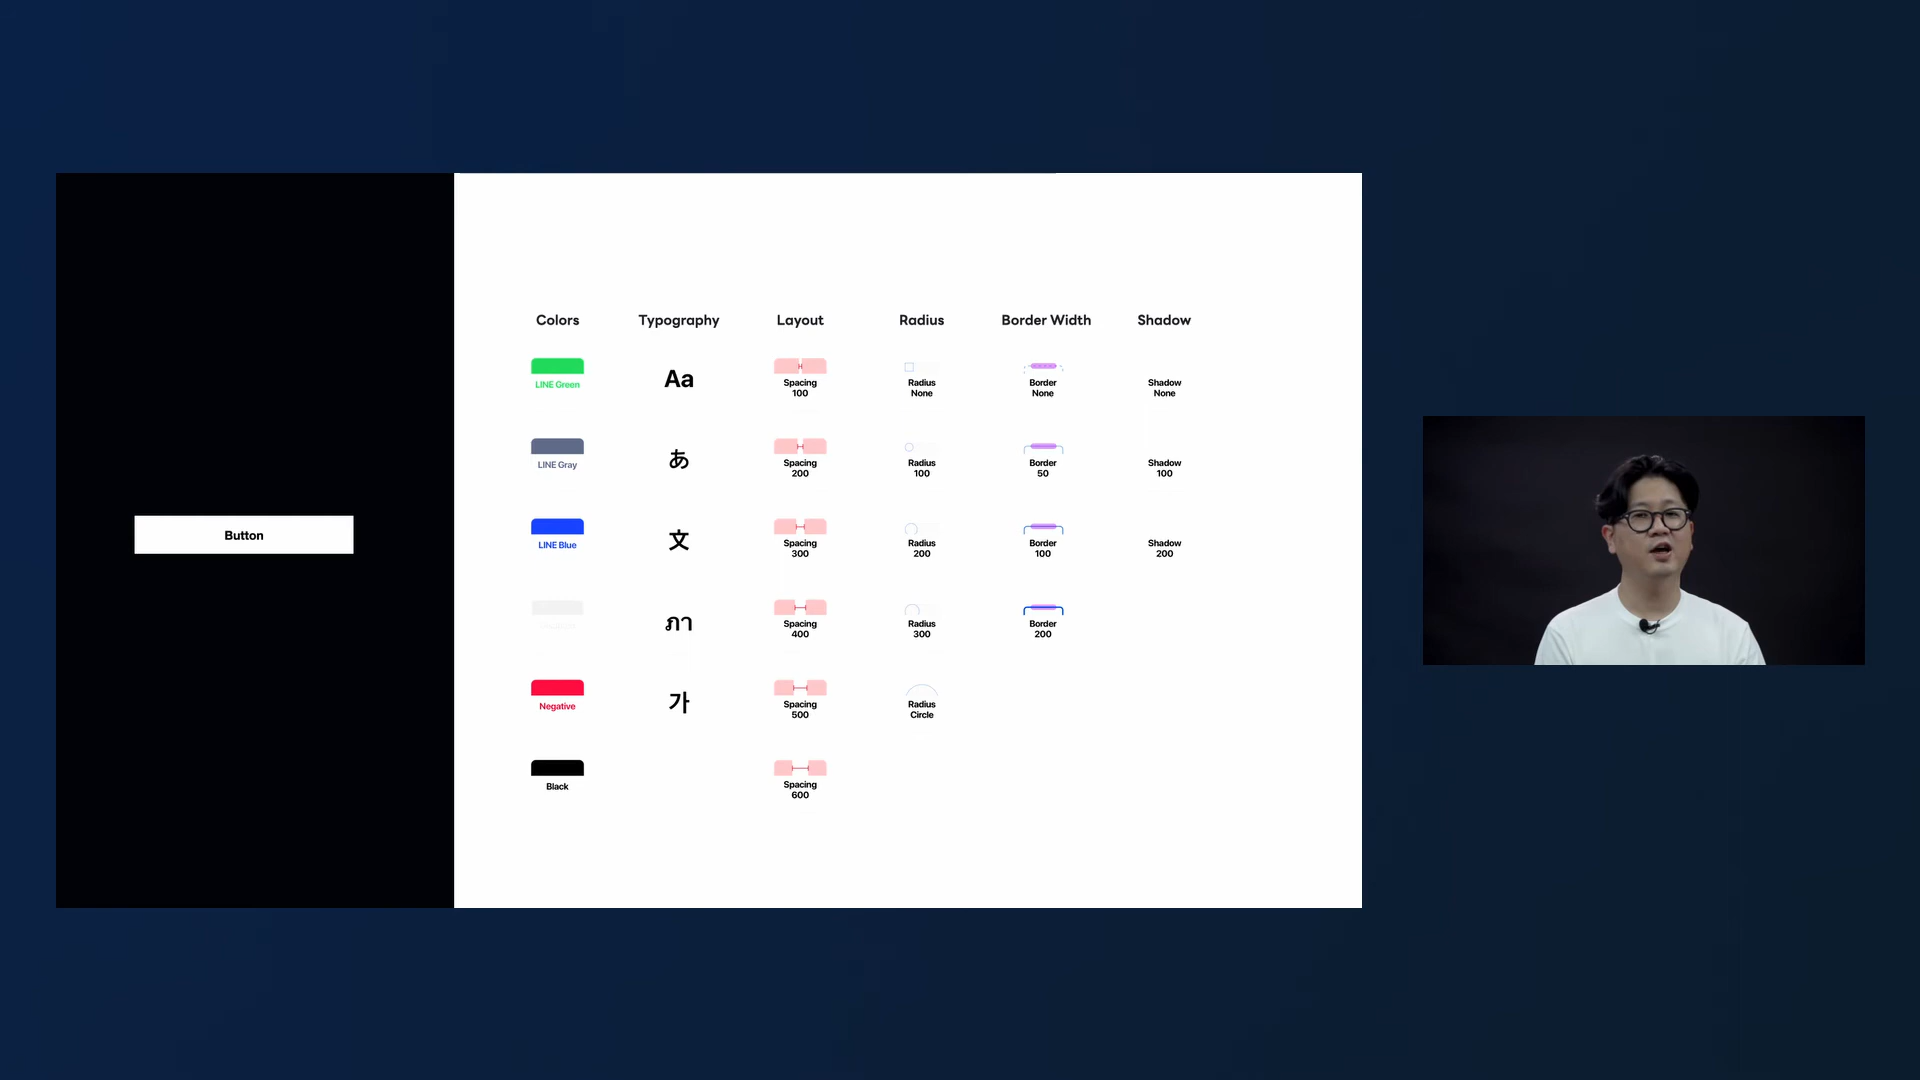 Button
Colors Typography Layout Radius Border Width Shadow
LINE Green
Aa
Spacing
100
Radius
None
Border
None
Shadow
None
LINE Gray
あ
Spacing
200
Radius
100
Border
50
Shadow
100
LINE Blue
文
Spacing
300
Radius
200
Border
100
Shadow
200
ภา
Spacing
400
Radius
300
Border
200
Negative
가
Spacing
500
Radius
Circle
Black
Spacing
600